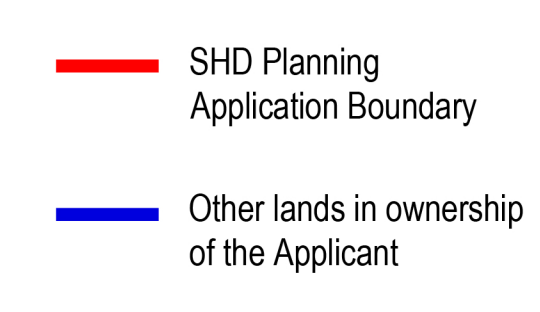 SHD Planning
Application Boundary
Other lands in ownership
of the Applicant